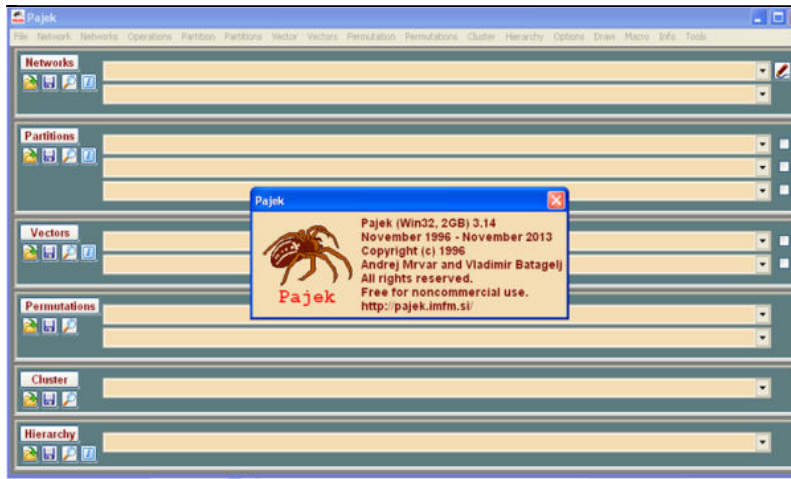 Pajek
File Network Networks Operations Partition Partitions Vector Vectors Permutation Permutations Cluster Hierarchy Options Draw Macro Info Tools
Networks
Partitions
Pajek
Pajek (Win32, 2GB) 3.14
November 1996 - November 2013
Copyright (c) 1996
Andrej Mrvar and Vladimir Batagelj
All rights reserved.
Free for noncommercial use.
http://pajek.imfm.si/
Pajek
Vectors
Permutations
Cluster
Hierarchy